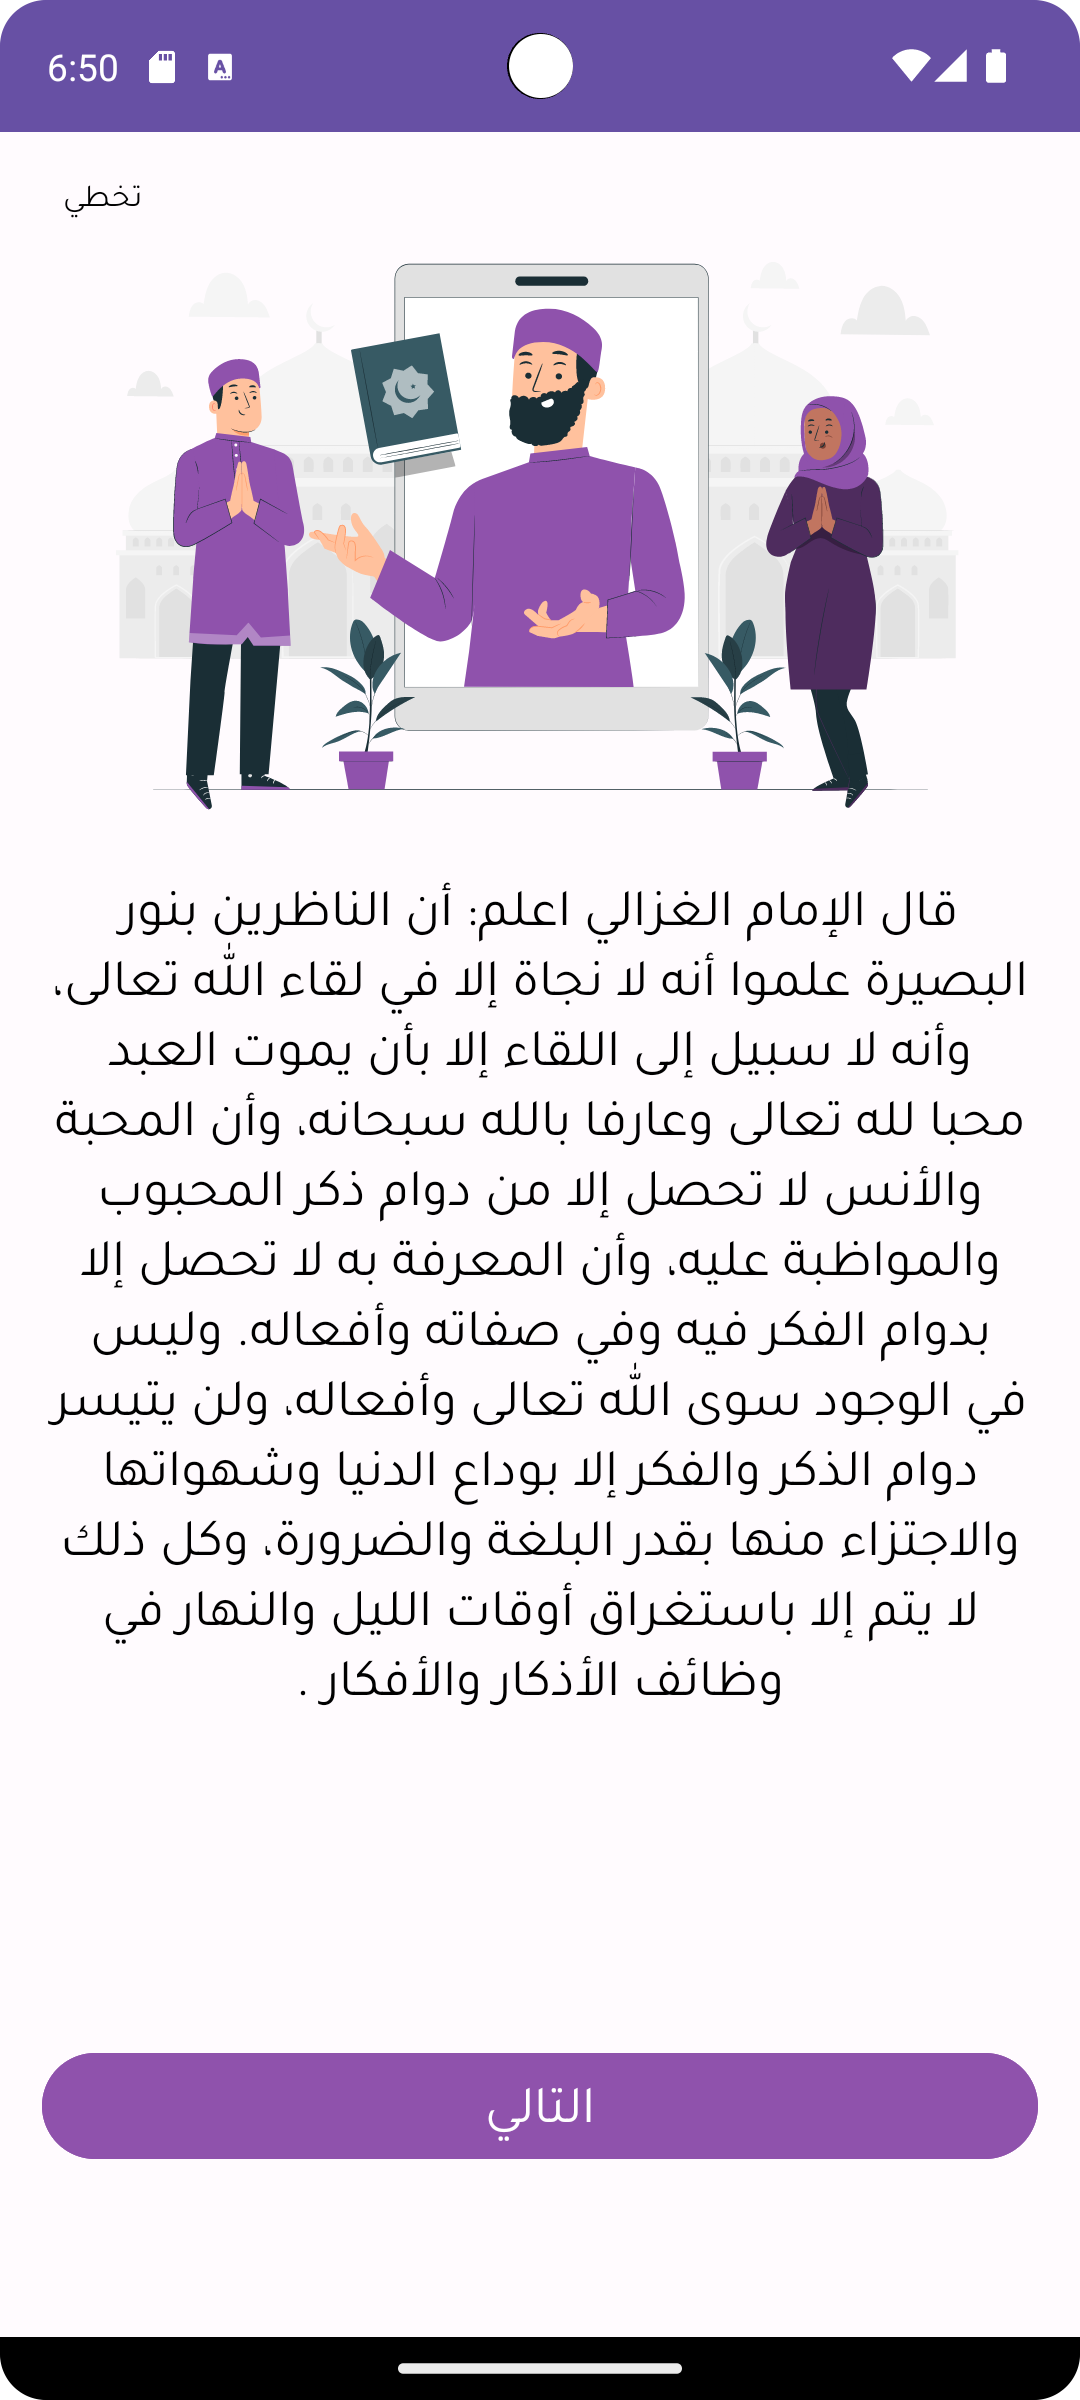 6:50
A
تخطي
قال الإمام الغزالي اعلم: أن الناظرين بنور
البصيرة علموا أنه لا نجاة إلا في لقاء الله تعالى،
وأنه لا سبيل إلى اللقاء إلا بأن يموت العبد
محبا لله تعالى وعارفا بالله سبحانه، وأن المحبة
والأنس لا تحصل إلا من دوام ذكر المحبوب
والمواظبة عليه، وأن المعرفة به لا تحصل إلا
بدوام الفكر فيه وفي صفاته وأفعاله. وليس
في الوجود سوى الله تعالى وأفعاله، ولن يتيسر
دوام الذكر والفكر إلا بوداع الدنيا وشهواتها
والاجتزاء منها بقدر البلغة والضرورة، وكل ذلك
لا يتم إلا باستغراق أوقات الليل والنهار في
وظائف الأذكار والأفكار .
التالي